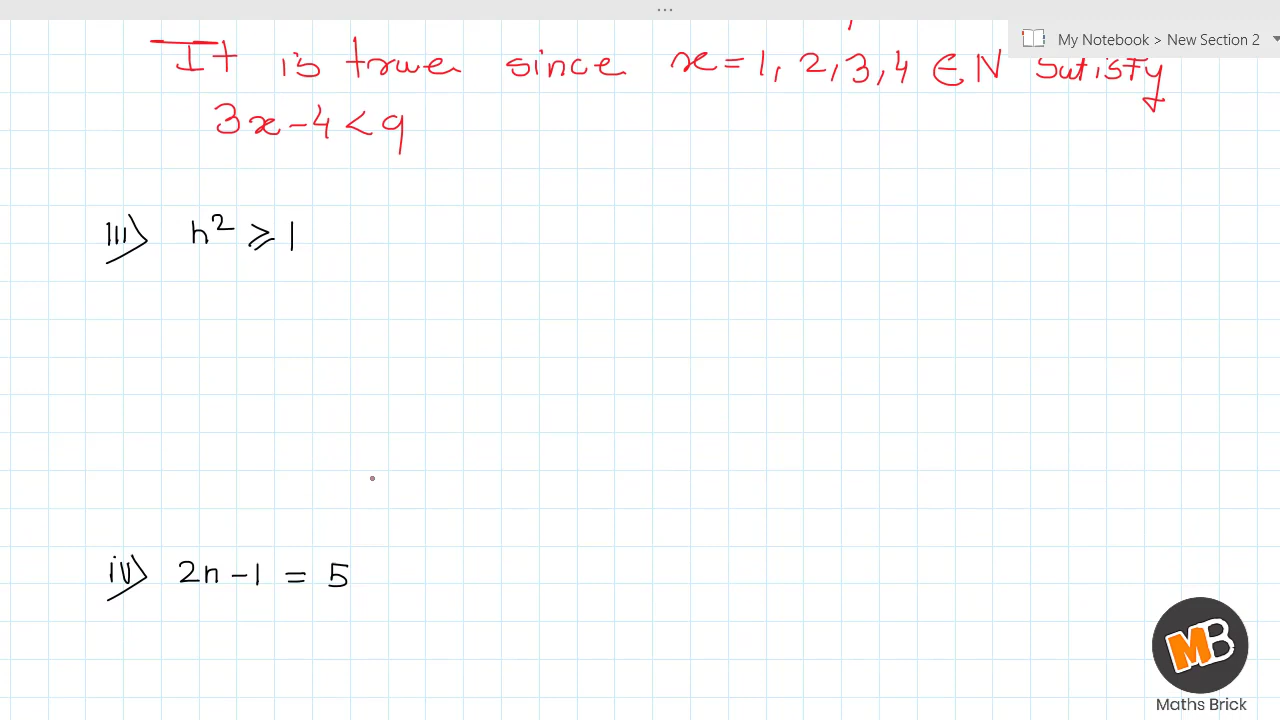 My Notebook > New Section 2
It is true since x = 1, 2, 3, 4 ∈ N satisfy
3x - 4 < 9
iii) n² ⩾ 1
iv) 2n - 1 = 5
MB
Maths Brick